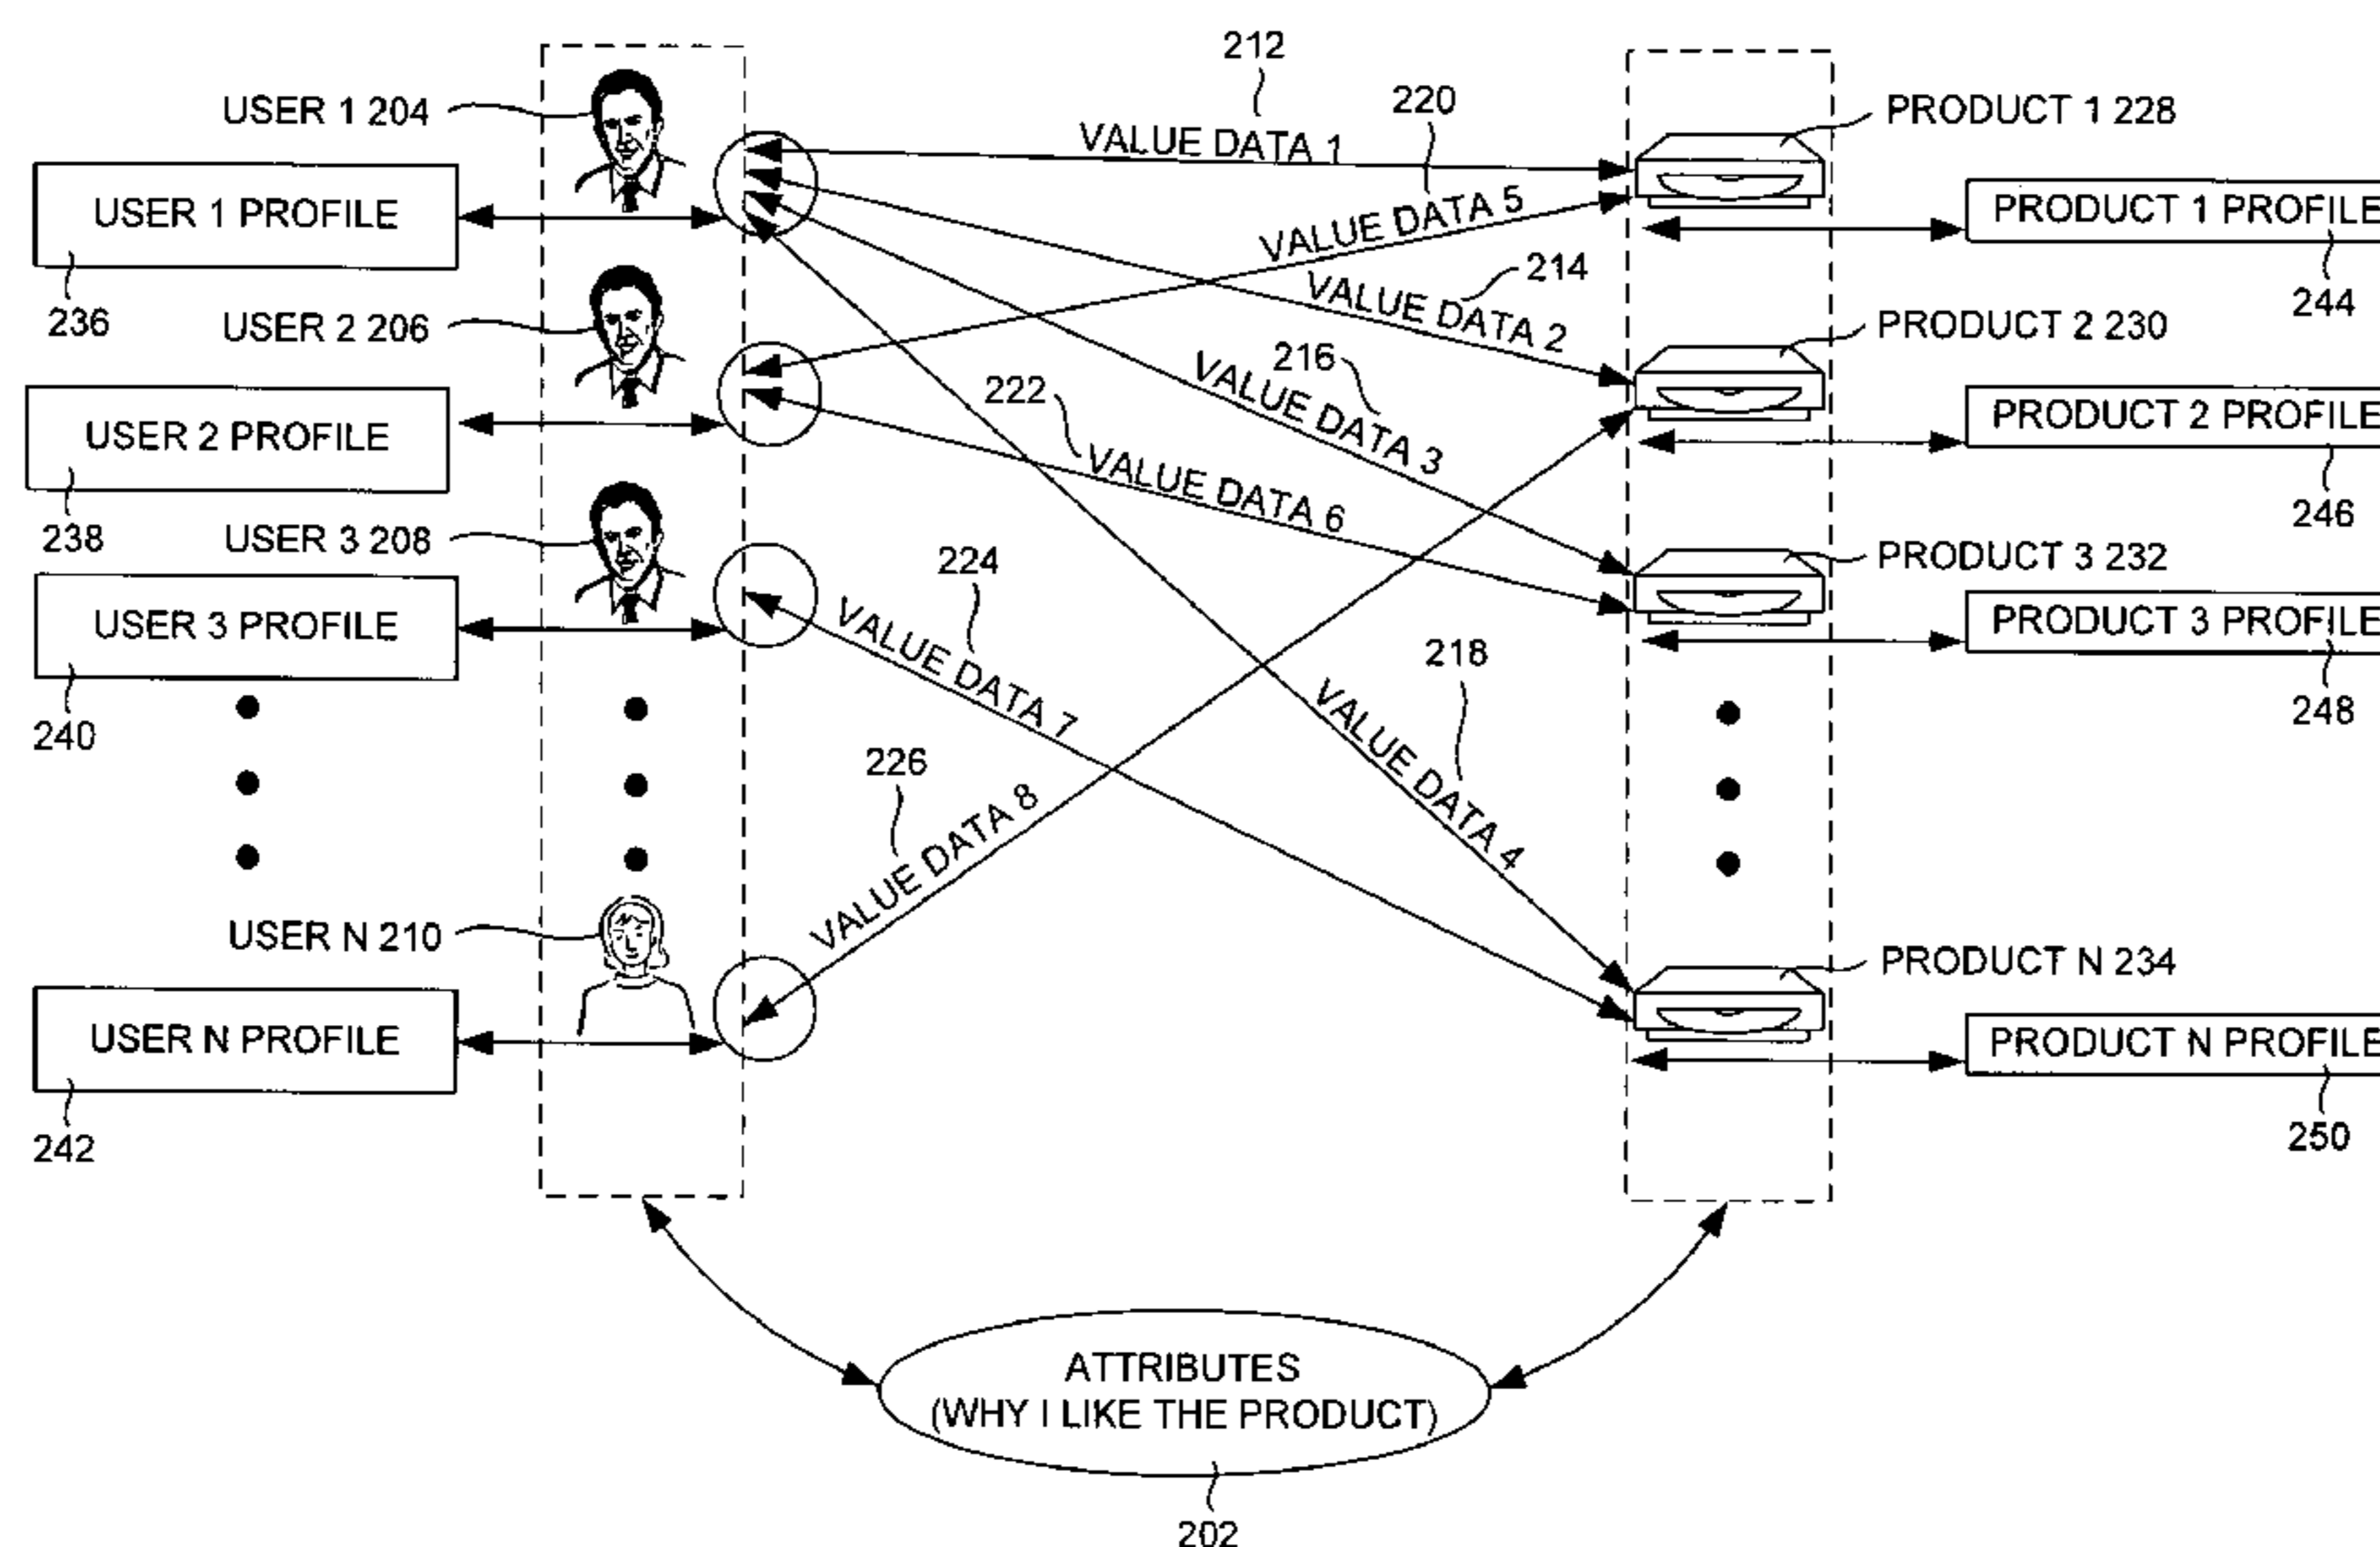 212
USER 1 204
220
PRODUCT 1 228
VALUE DATA 1
USER 1 PROFILE
VALUE DATA 5
PRODUCT 1 PROFILE
236
214
244
USER 2 206
VALUE DATA 2
PRODUCT 2 230
216
222
VALUE DATA 3
USER 2 PROFILE
PRODUCT 2 PROFILE
238
VALUE DATA 6
246
USER 3 208
224
PRODUCT 3 232
USER 3 PROFILE
VALUE DATA 7
218
PRODUCT 3 PROFILE
240
248
226
VALUE DATA 4
VALUE DATA 8
USER N 210
PRODUCT N 234
USER N PROFILE
PRODUCT N PROFILE
242
250
ATTRIBUTES
(WHY I LIKE THE PRODUCT)
202